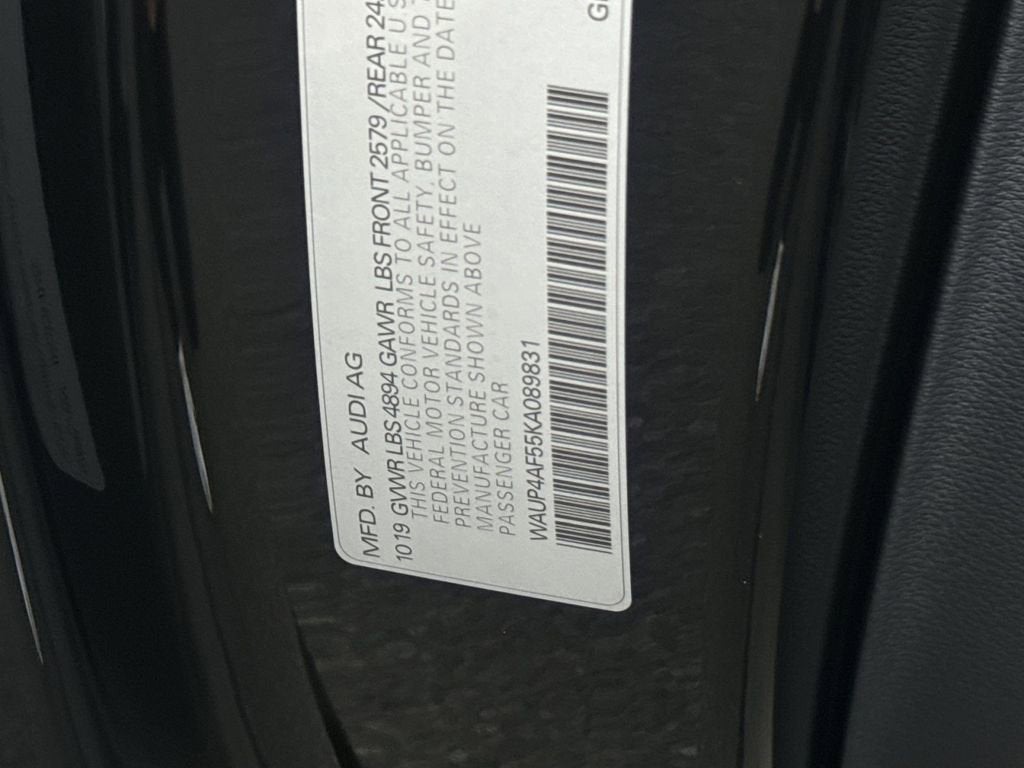 MFD. BY AUDI AG
1019 GVWR LBS 4894 GAWR LBS FRONT 2579/REAR 24
THIS VEHICLE CONFORMS TO ALL APPLICABLE U.S
FEDERAL MOTOR VEHICLE SAFETY, BUMPER AND
PREVENTION STANDARDS IN EFFECT ON THE DATE
MANUFACTURE SHOWN ABOVE
PASSENGER CAR
WAUP4AF55KA089831